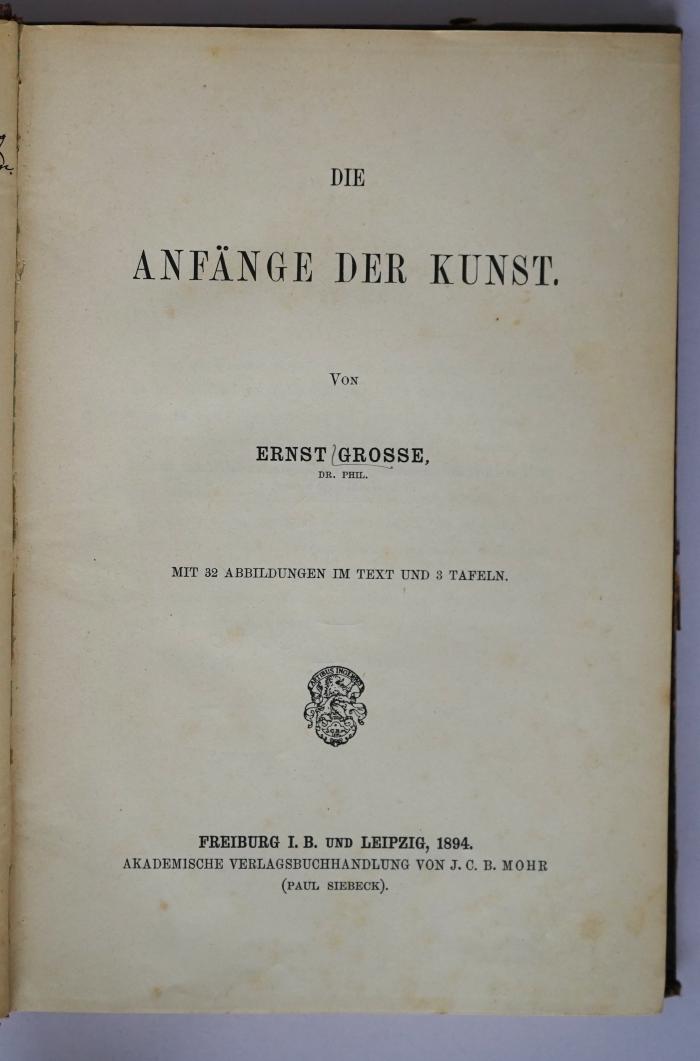 DIE
ANFÄNGE DER KUNST.
VON
ERNST GROSSE,
DR. PHIL.
MIT 32 ABBILDUNGEN IM TEXT UND 3 TAFELN.
FREIBURG I. B. UND LEIPZIG, 1894.
AKADEMISCHE VERLAGSBUCHHANDLUNG VON J. C. B. MOHR
(PAUL SIEBECK).